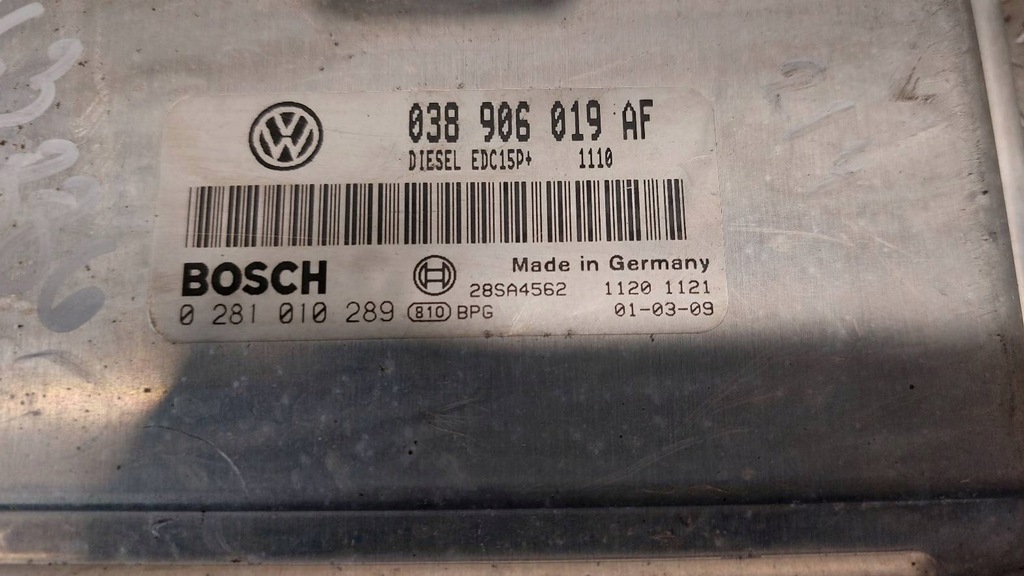 038 906 019 AF
DIESEL EDC15P+ 1110
BOSCH
Made in Germany
28SA4562 1120 1121
0 281 010 289 810 BPG 01-03-09